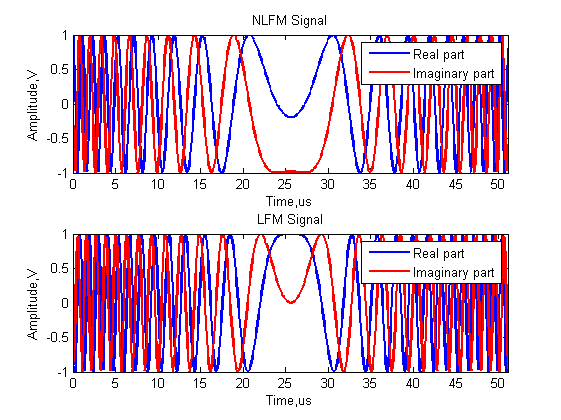 NLFM Signal
1
0.5
0
-0.5
-1
Amplitude,V
Real part
Imaginary part
0 5 10 15 20 25 30 35 40 45 50
Time,us
LFM Signal
1
0.5
0
-0.5
-1
Amplitude,V
Real part
Imaginary part
0 5 10 15 20 25 30 35 40 45 50
Time,us